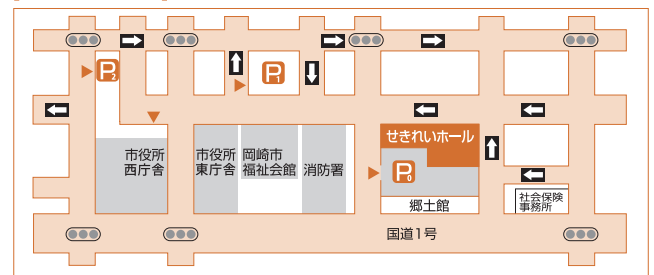 P2
P1
せきれいホール
市役所
西庁舎
市役所
東庁舎
岡崎市
福祉会館
消防署
P0
郷土館
社会保険
事務所
国道1号